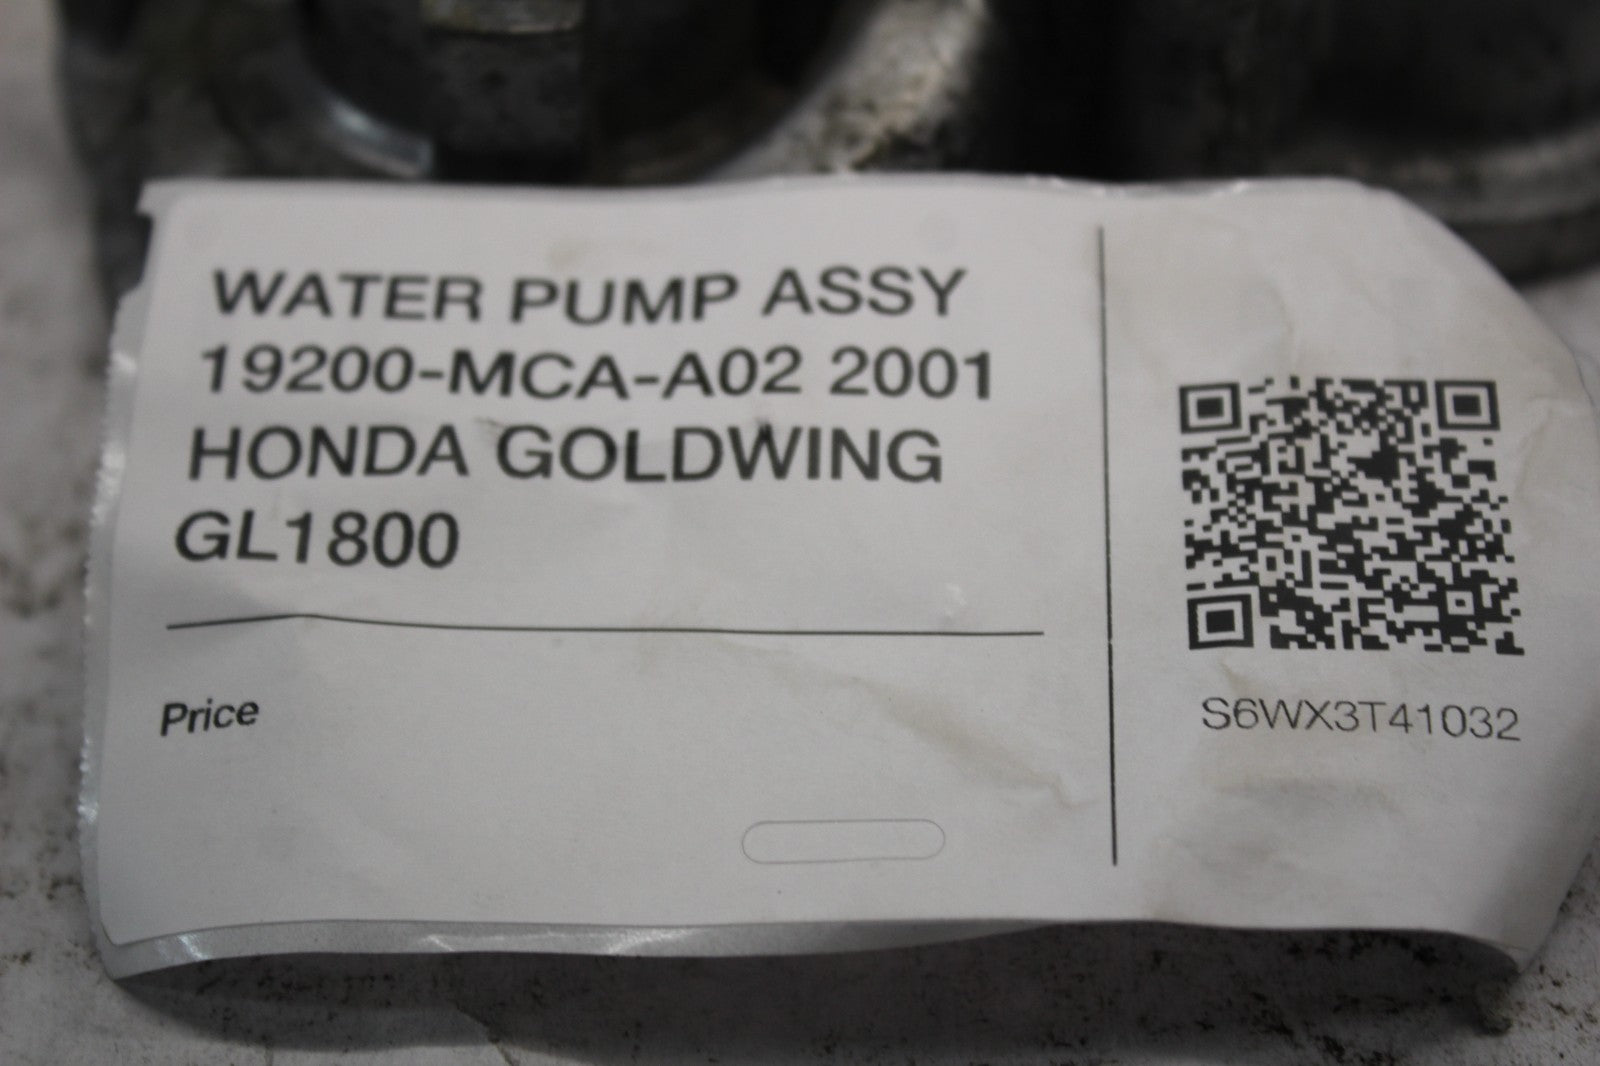 WATER PUMP ASSY
19200-MCA-A02 2001
HONDA GOLDWING
GL1800
Price
S6WX3T41032